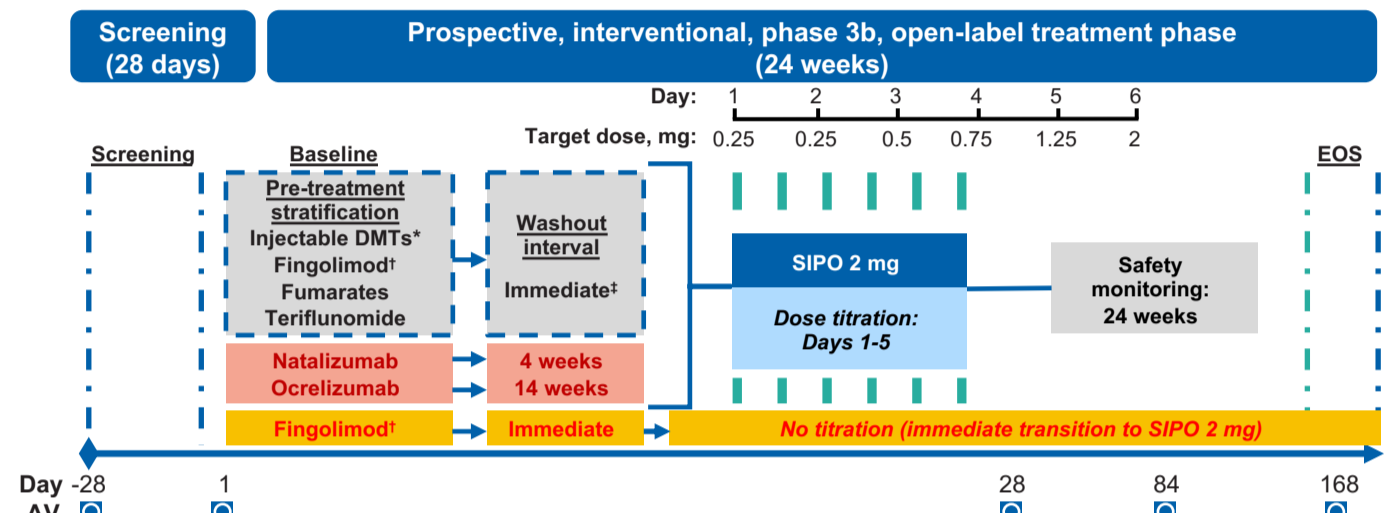 Screening
(28 days)
Prospective, interventional, phase 3b, open-label treatment phase
(24 weeks)
Day: 1 2 3 4 5 6
Target dose, mg: 0.25 0.25 0.5 0.75 1.25 2
Screening
Baseline
EOS
Pre-treatment
stratification
Injectable DMTs*
Fingolimod†
Fumarates
Teriflunomide
Washout
interval
Immediate‡
SIPO 2 mg
Dose titration:
Days 1-5
Safety
monitoring:
24 weeks
Natalizumab 4 weeks
Ocrelizumab 14 weeks
Fingolimod† Immediate No titration (immediate transition to SIPO 2 mg)
Day -28 1 28 84 168